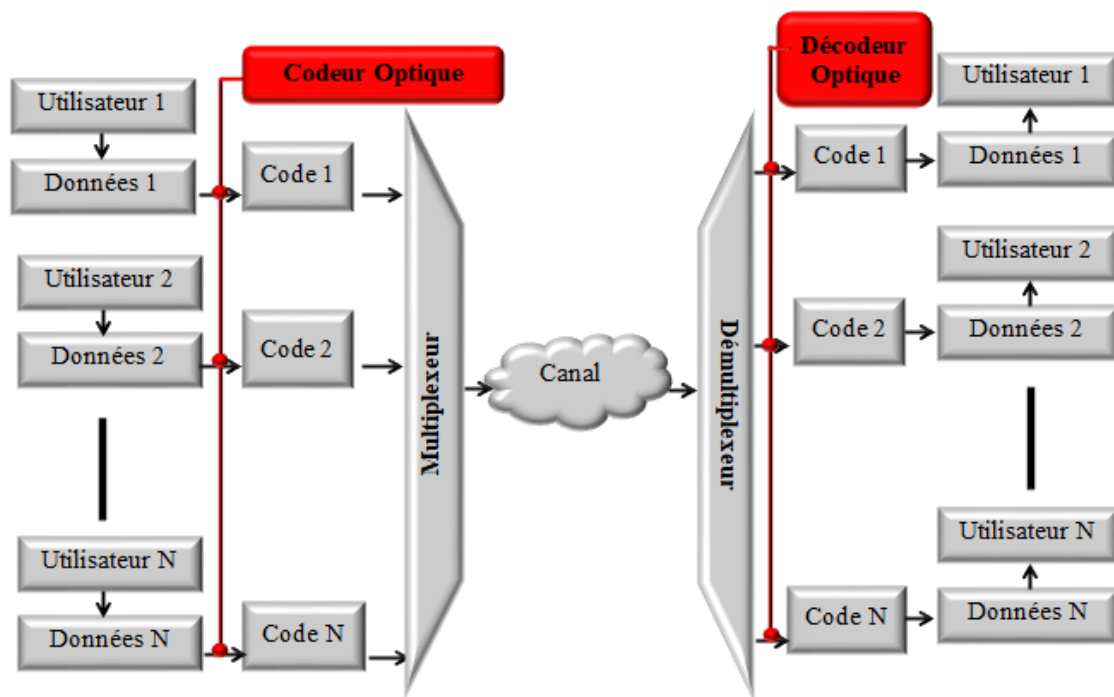 Codeur Optique
Décodeur
Optique
Utilisateur 1
Données 1
Code 1
Utilisateur 2
Données 2
Code 2
Utilisateur N
Données N
Code N
Multiplexeur
Canal
Démultiplexeur
Code 1
Utilisateur 1
Données 1
Code 2
Utilisateur 2
Données 2
Code N
Utilisateur N
Données N